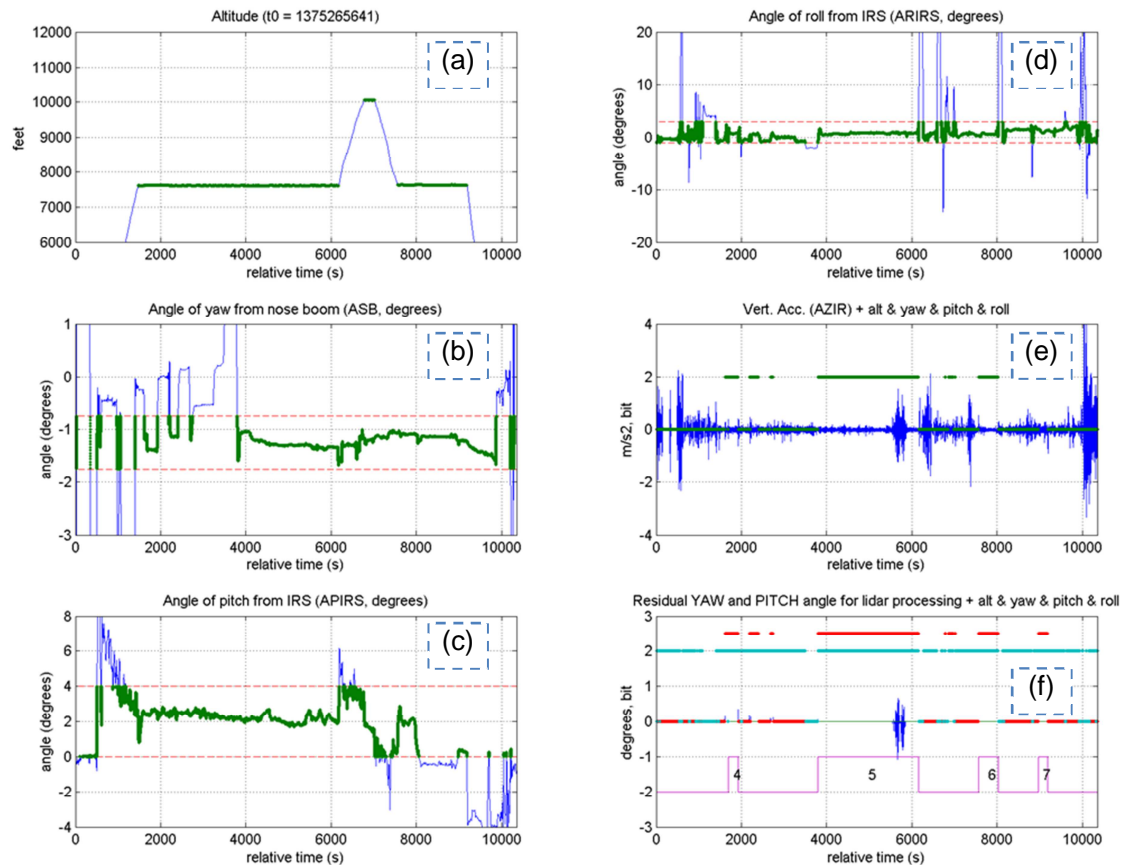 Altitude (t0 = 1375265641)
(a)
feet
12000
11000
10000
9000
8000
7000
6000
0 2000 4000 6000 8000 10000
relative time (s)
Angle of roll from IRS (ARIRS, degrees)
(d)
angle (degrees)
20
10
0
-10
-20
0 2000 4000 6000 8000 10000
relative time (s)
Angle of yaw from nose boom (ASB, degrees)
(b)
angle (degrees)
1
0
-1
-2
-3
0 2000 4000 6000 8000 10000
relative time (s)
Vert. Acc. (AZIR) + alt & yaw & pitch & roll
(e)
m/s2, bit
4
2
0
-2
-4
0 2000 4000 6000 8000 10000
relative time (s)
Angle of pitch from IRS (APIRS, degrees)
(c)
angle (degrees)
8
6
4
2
0
-2
-4
0 2000 4000 6000 8000 10000
relative time (s)
Residual YAW and PITCH angle for lidar processing + alt & yaw & pitch & roll
(f)
degrees, bit
3
2
1
0
-1
-2
-3
4 5 6 7
0 2000 4000 6000 8000 10000
relative time (s)